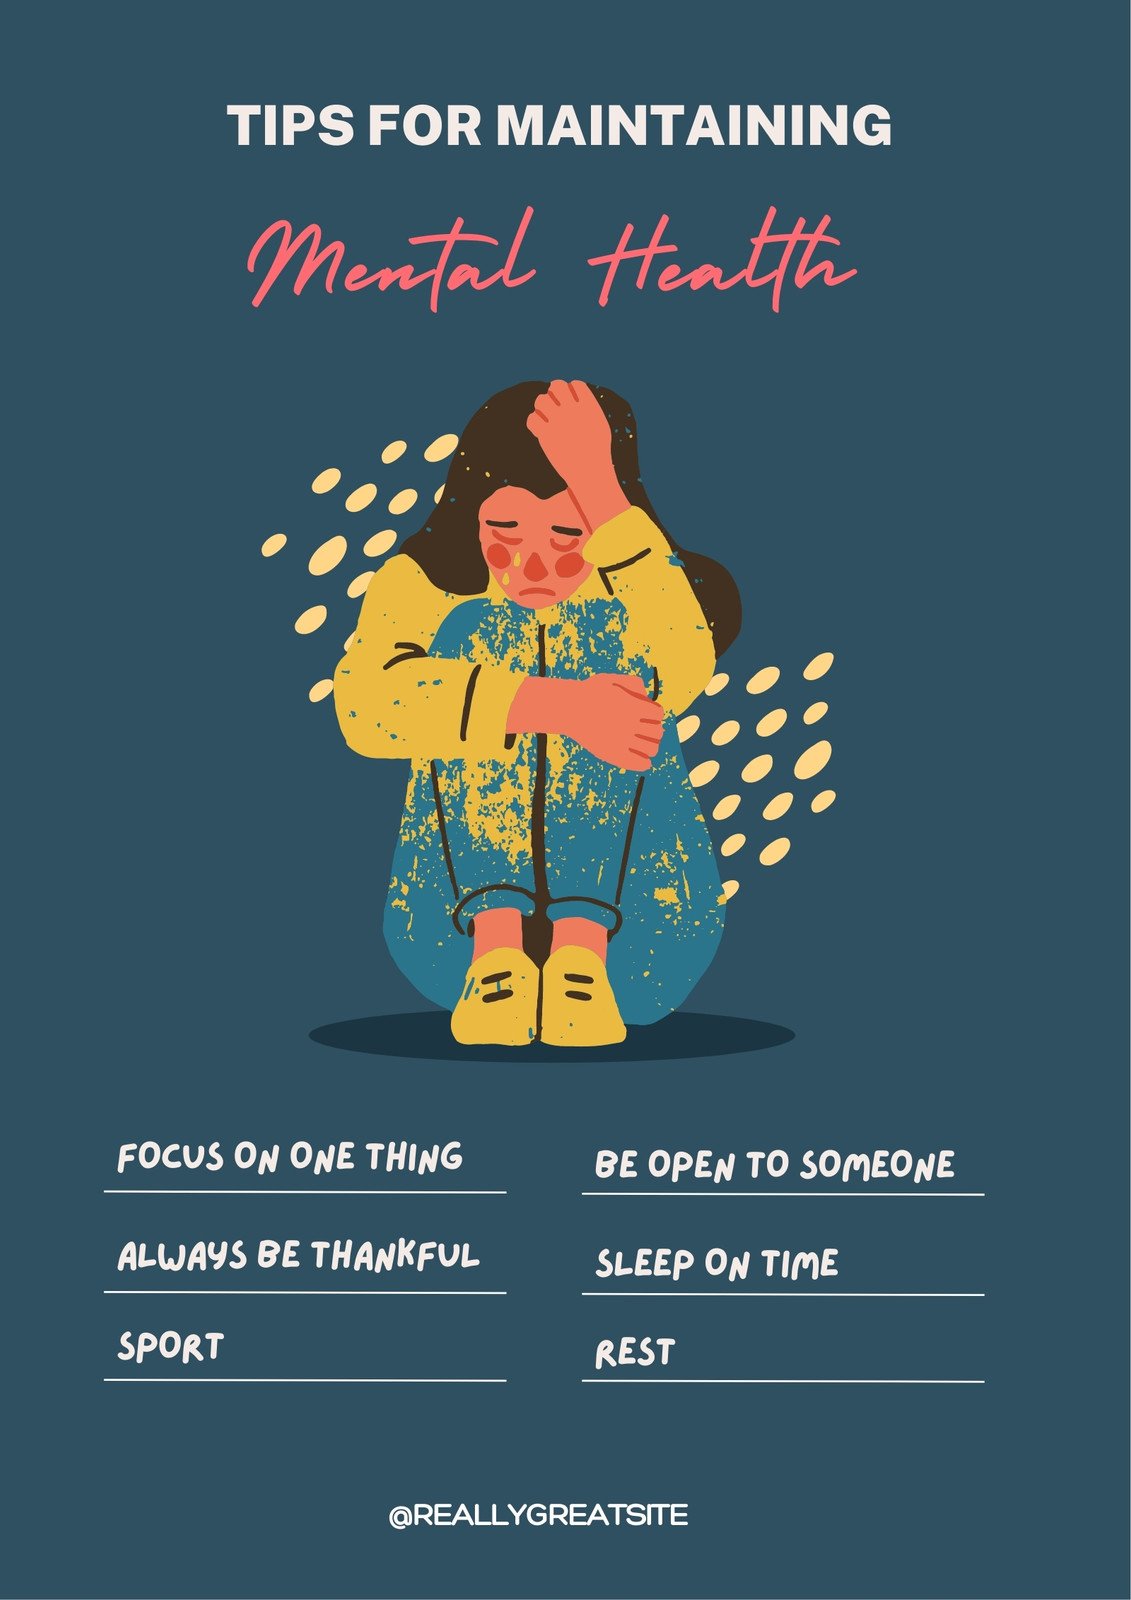 TIPS FOR MAINTAINING
Mental Health
FOCUS ON ONE THING
ALWAYS BE THANKFUL
SPORT
BE OPEN TO SOMEONE
SLEEP ON TIME
REST
@REALLYGREATSITE